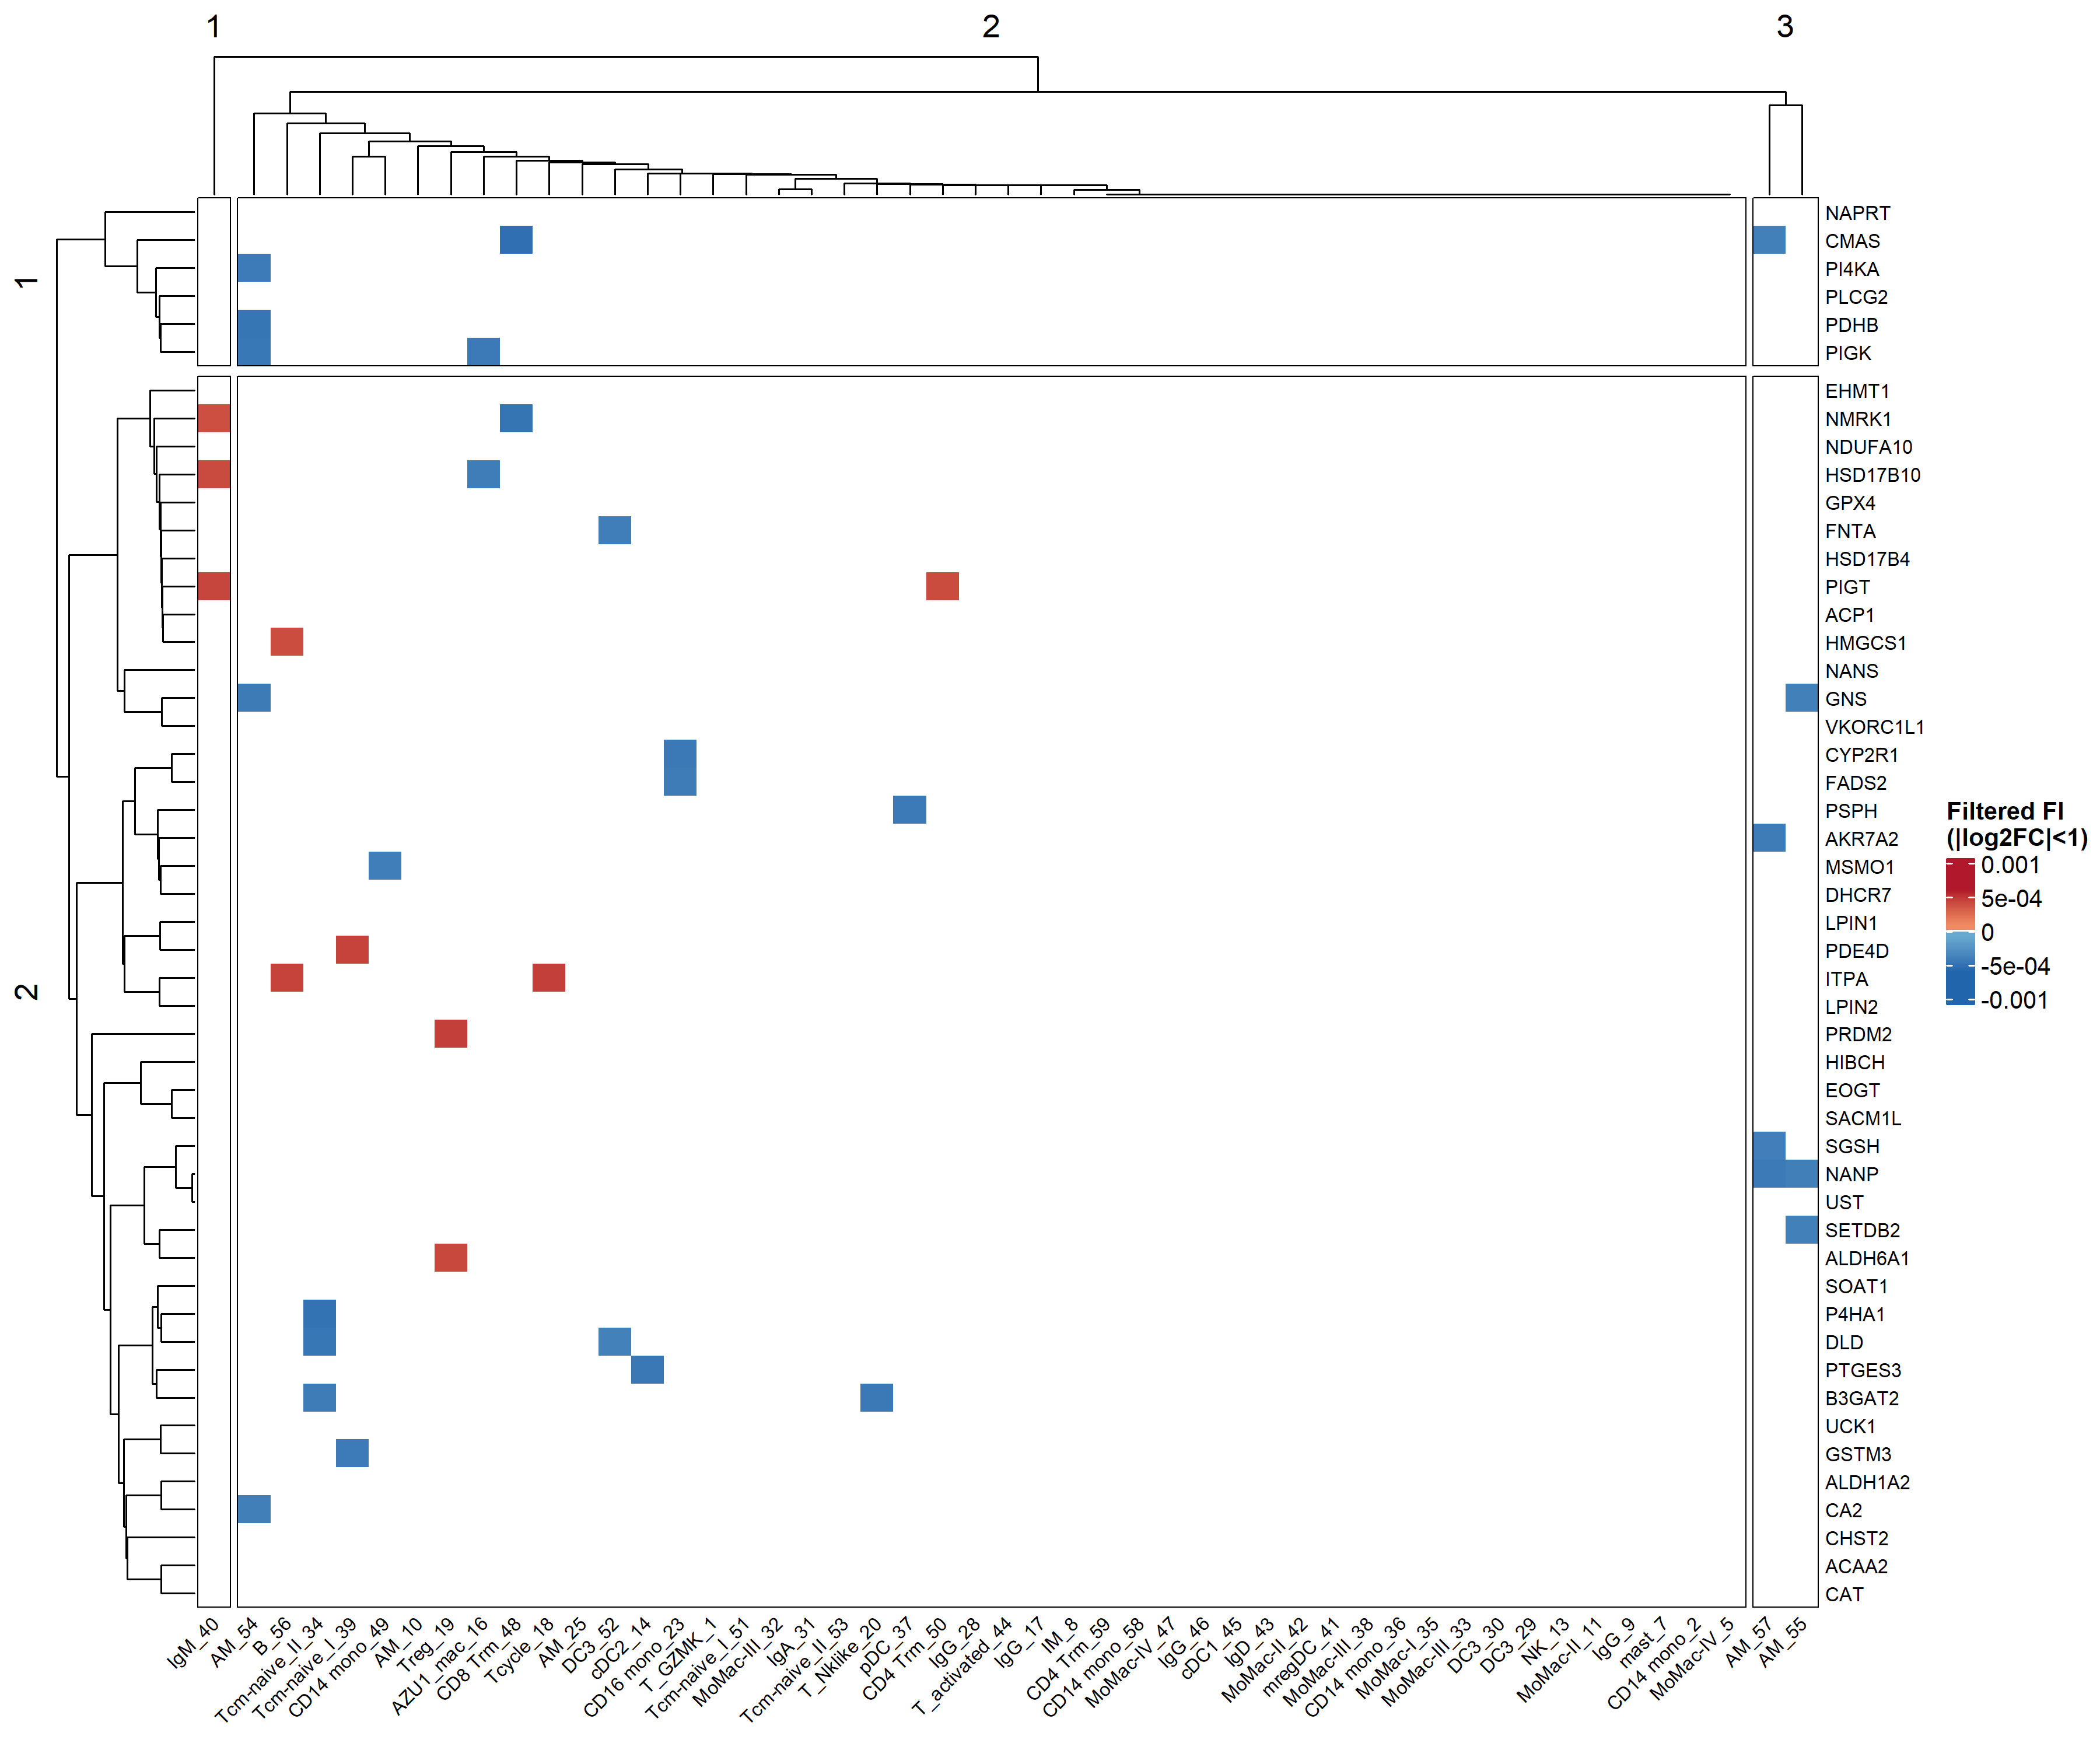 1
2
3
1
2
NAPRT
CMAS
PI4KA
PLCG2
PDHB
PIGK
EHMT1
NMRK1
NDUFA10
HSD17B10
GPX4
FNTA
HSD17B4
PIGT
ACP1
HMGCS1
NANS
GNS
VKORC1L1
CYP2R1
FADS2
PSPH
AKR7A2
MSMO1
DHCR7
LPIN1
PDE4D
ITPA
LPIN2
PRDM2
HIBCH
EOGT
SACM1L
SGSH
NANP
UST
SETDB2
ALDH6A1
SOAT1
P4HA1
DLD
PTGES3
B3GAT2
UCK1
GSTM3
ALDH1A2
CA2
CHST2
ACAA2
CAT
Filtered FI
(|log2FC|<1)
0.001
5e-04
0
-5e-04
-0.001
IgM_40
AM_54
B_56
Tcm-naive_II_34
Tcm-naive_I_39
CD14 mono_49
AM_10
Treg_19
AZU1_mac_16
CD8 Trm_48
Tcycle_18
AM_25
DC3_52
cDC2_14
CD16 mono_23
T_GZMK_1
Tcm-naive_I_51
MoMac-III_32
IgA_31
Tcm-naive_II_53
T_Nklike_20
pDC_37
CD4 Trm_50
IgG_28
T_activated_44
IgG_17
IM_8
CD4 Trm_59
CD14 mono_58
MoMac-IV_47
IgG_46
cDC1_45
IgD_43
MoMac-II_42
mregDC_41
MoMac-III_38
CD14 mono_36
MoMac-I_35
MoMac-III_33
DC3_30
DC3_29
NK_13
MoMac-II_11
IgG_9
mast_7
CD14 mono_2
MoMac-IV_5
AM_57
AM_55